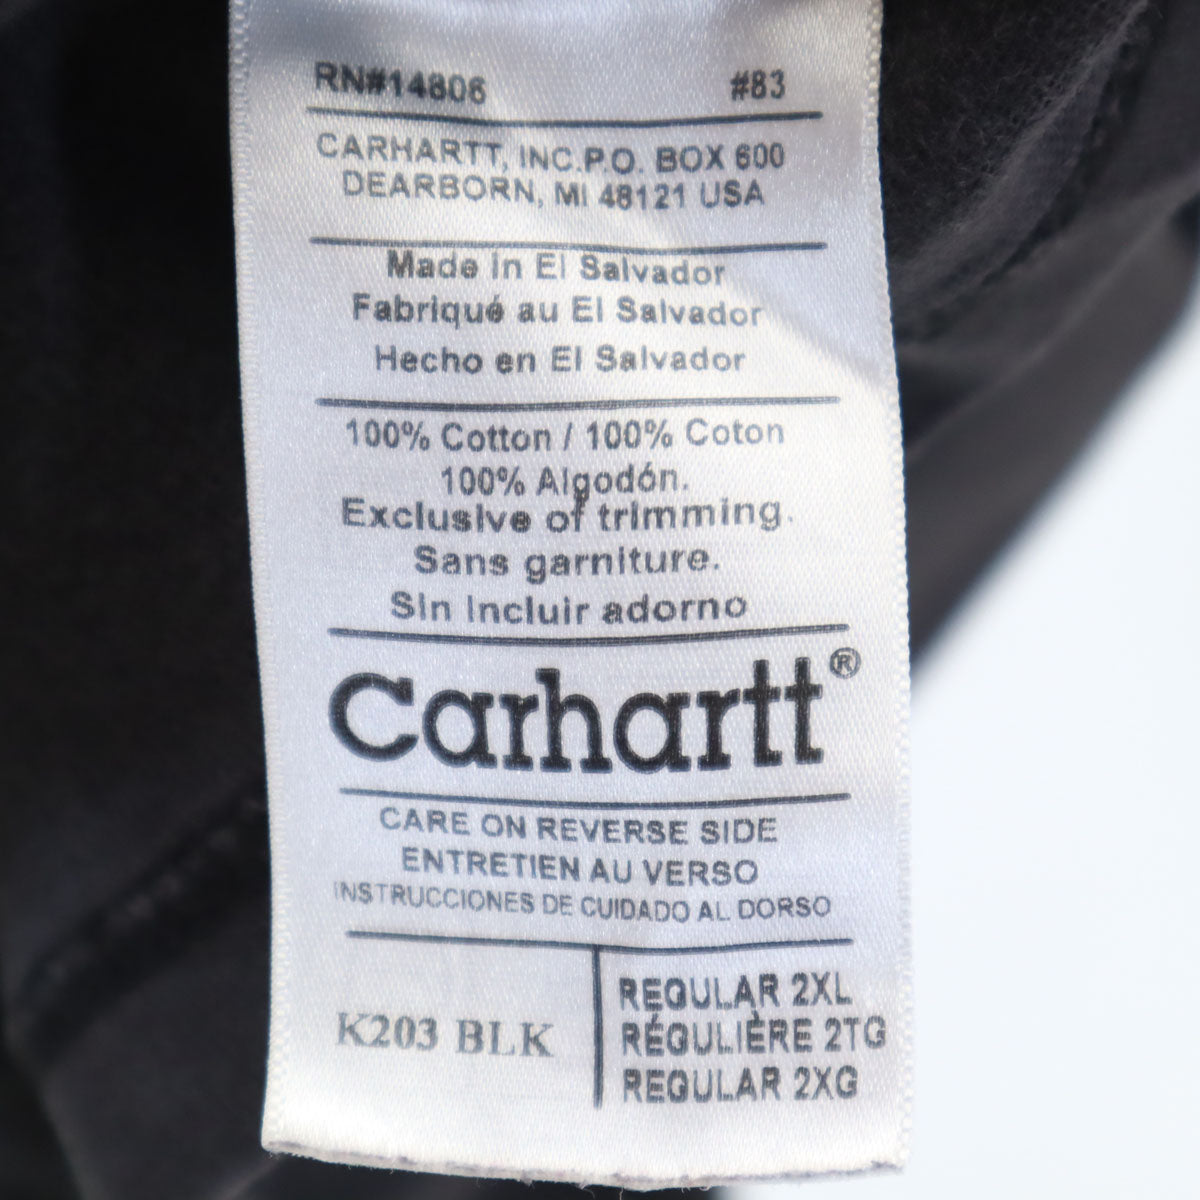 RN#14806 #83
CARHARTT, INC.P.O. BOX 600
DEARBORN, MI 48121 USA
Made in El Salvador
Fabriqué au El Salvador
Hecho en El Salvador
100% Cotton / 100% Coton
100% Algodón.
Exclusive of trimming.
Sans garniture.
Sin incluir adorno
Carhartt®
CARE ON REVERSE SIDE
ENTRETIEN AU VERSO
INSTRUCCIONES DE CUIDADO AL DORSO
K203 BLK
REGULAR 2XL
RÉGULIÈRE 2TG
REGULAR 2XG